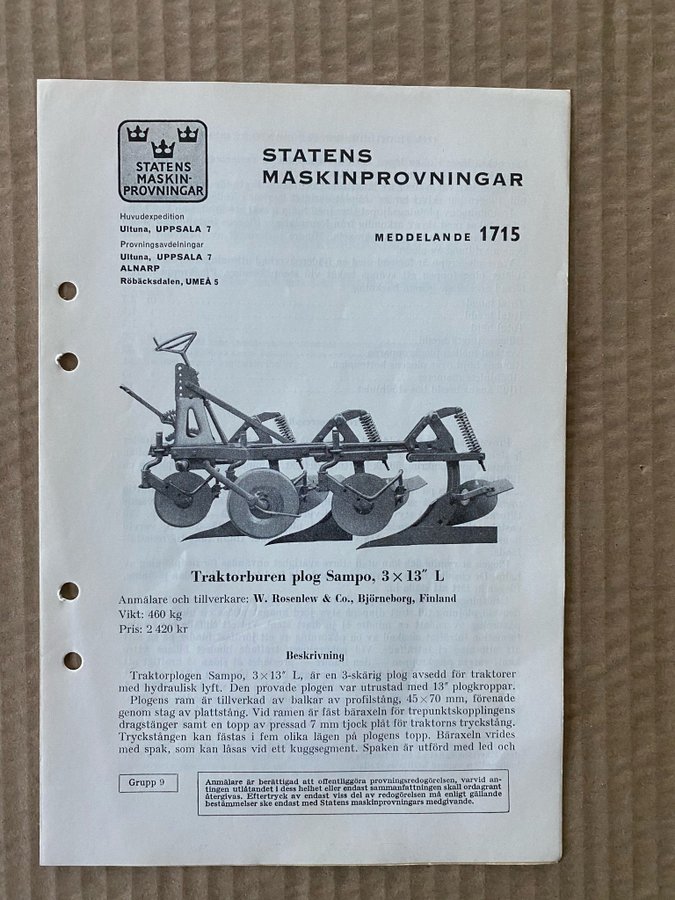 STATENS
MASKIN-
PROVNINGAR
STATENS
MASKINPROVNINGAR
Huvudexpedition
Ultuna, UPPSALA 7
Provningsavdelningar
Ultuna, UPPSALA 7
ALNARP
Röbäcksdalen, UMEÅ 5
MEDDELANDE 1715
Traktorburen plog Sampo, 3×13″ L
Anmälare och tillverkare: W. Rosenlew & Co., Björneborg, Finland
Vikt: 460 kg
Pris: 2 420 kr
Beskrivning
Traktorplogen Sampo, 3×13″ L, är en 3-skärig plog avsedd för traktorer
med hydraulisk lyft. Den provade plogen var utrustad med 13″ plogkroppar.
Plogens ram är tillverkad av balkar av profilstång, 45×70 mm, förenade
genom stag av plattstång. Vid ramen är fäst bäraxeln för trepunktskopplingens
dragstänger samt en topp av pressad 7 mm tjock plåt för traktorns tryckstång.
Tryckstången kan fästas i fem olika lägen på plogens topp. Bäraxeln vrides
med spak, som kan låsas vid ett kuggsegment. Spaken är utförd med led och
Grupp 9
Anmälare är berättigad att offentliggöra provningsredogörelsen, varvid an-
tingen utlåtandet i dess helhet eller endast sammanfattningen skall ordagrant
återgivas. Eftertryck av endast viss del av redogörelsen må enligt gällande
bestämmelser ske endast med Statens maskinprovningars medgivande.